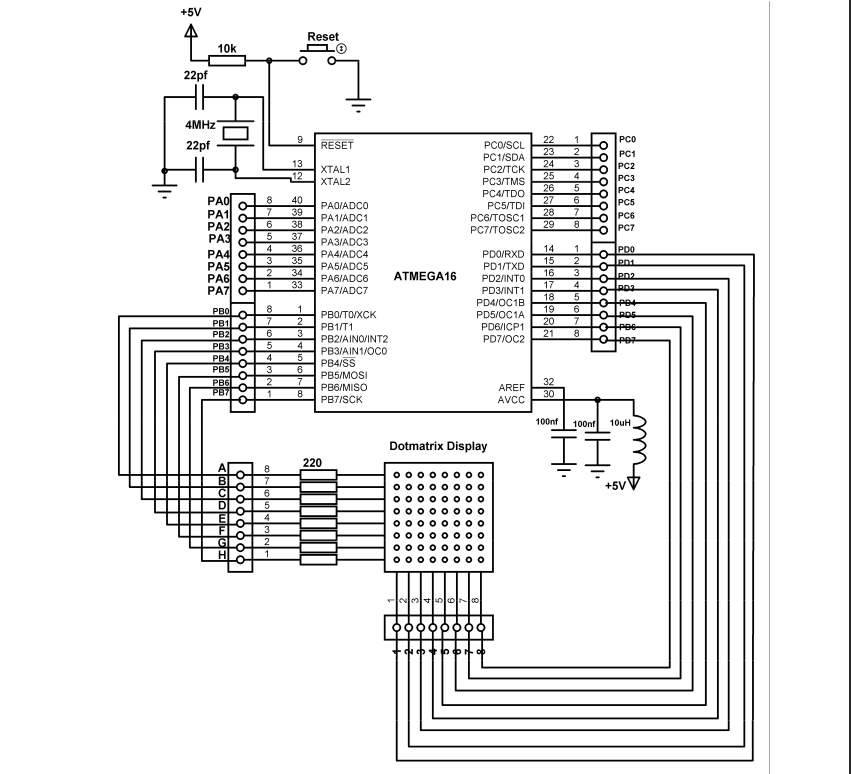 +5V
10k
Reset
22pf
4MHz
22pf
9 RESET
13 XTAL1
12 XTAL2
ATMEGA16
PA0 8 40 PA0/ADC0
PA1 7 39 PA1/ADC1
PA2 6 38 PA2/ADC2
PA3 5 37 PA3/ADC3
PA4 4 36 PA4/ADC4
PA5 3 35 PA5/ADC5
PA6 2 34 PA6/ADC6
PA7 1 33 PA7/ADC7
PB0 8 1 PB0/T0/XCK
PB1 7 2 PB1/T1
PB2 6 3 PB2/AIN0/INT2
PB3 5 4 PB3/AIN1/OC0
PB4 4 5 PB4/SS
PB5 3 6 PB5/MOSI
PB6 2 7 PB6/MISO
PB7 1 8 PB7/SCK
PC0/SCL 22 1 PC0
PC1/SDA 23 2 PC1
PC2/TCK 24 3 PC2
PC3/TMS 25 4 PC3
PC4/TDO 26 5 PC4
PC5/TDI 27 6 PC5
PC6/TOSC1 28 7 PC6
PC7/TOSC2 29 8 PC7
PD0/RXD 14 1 PD0
PD1/TXD 15 2 PD1
PD2/INT0 16 3 PD2
PD3/INT1 17 4 PD3
PD4/OC1B 18 5 PD4
PD5/OC1A 19 6 PD5
PD6/ICP1 20 7 PD6
PD7/OC2 21 8 PD7
AREF 32
AVCC 30
100nf 100nf 10uH
+5V
Dotmatrix Display
220
A 8
B 7
C 6
D 5
E 4
F 3
G 2
H 1
1 2 3 4 5 6 7 8
1 2 3 4 5 6 7 8